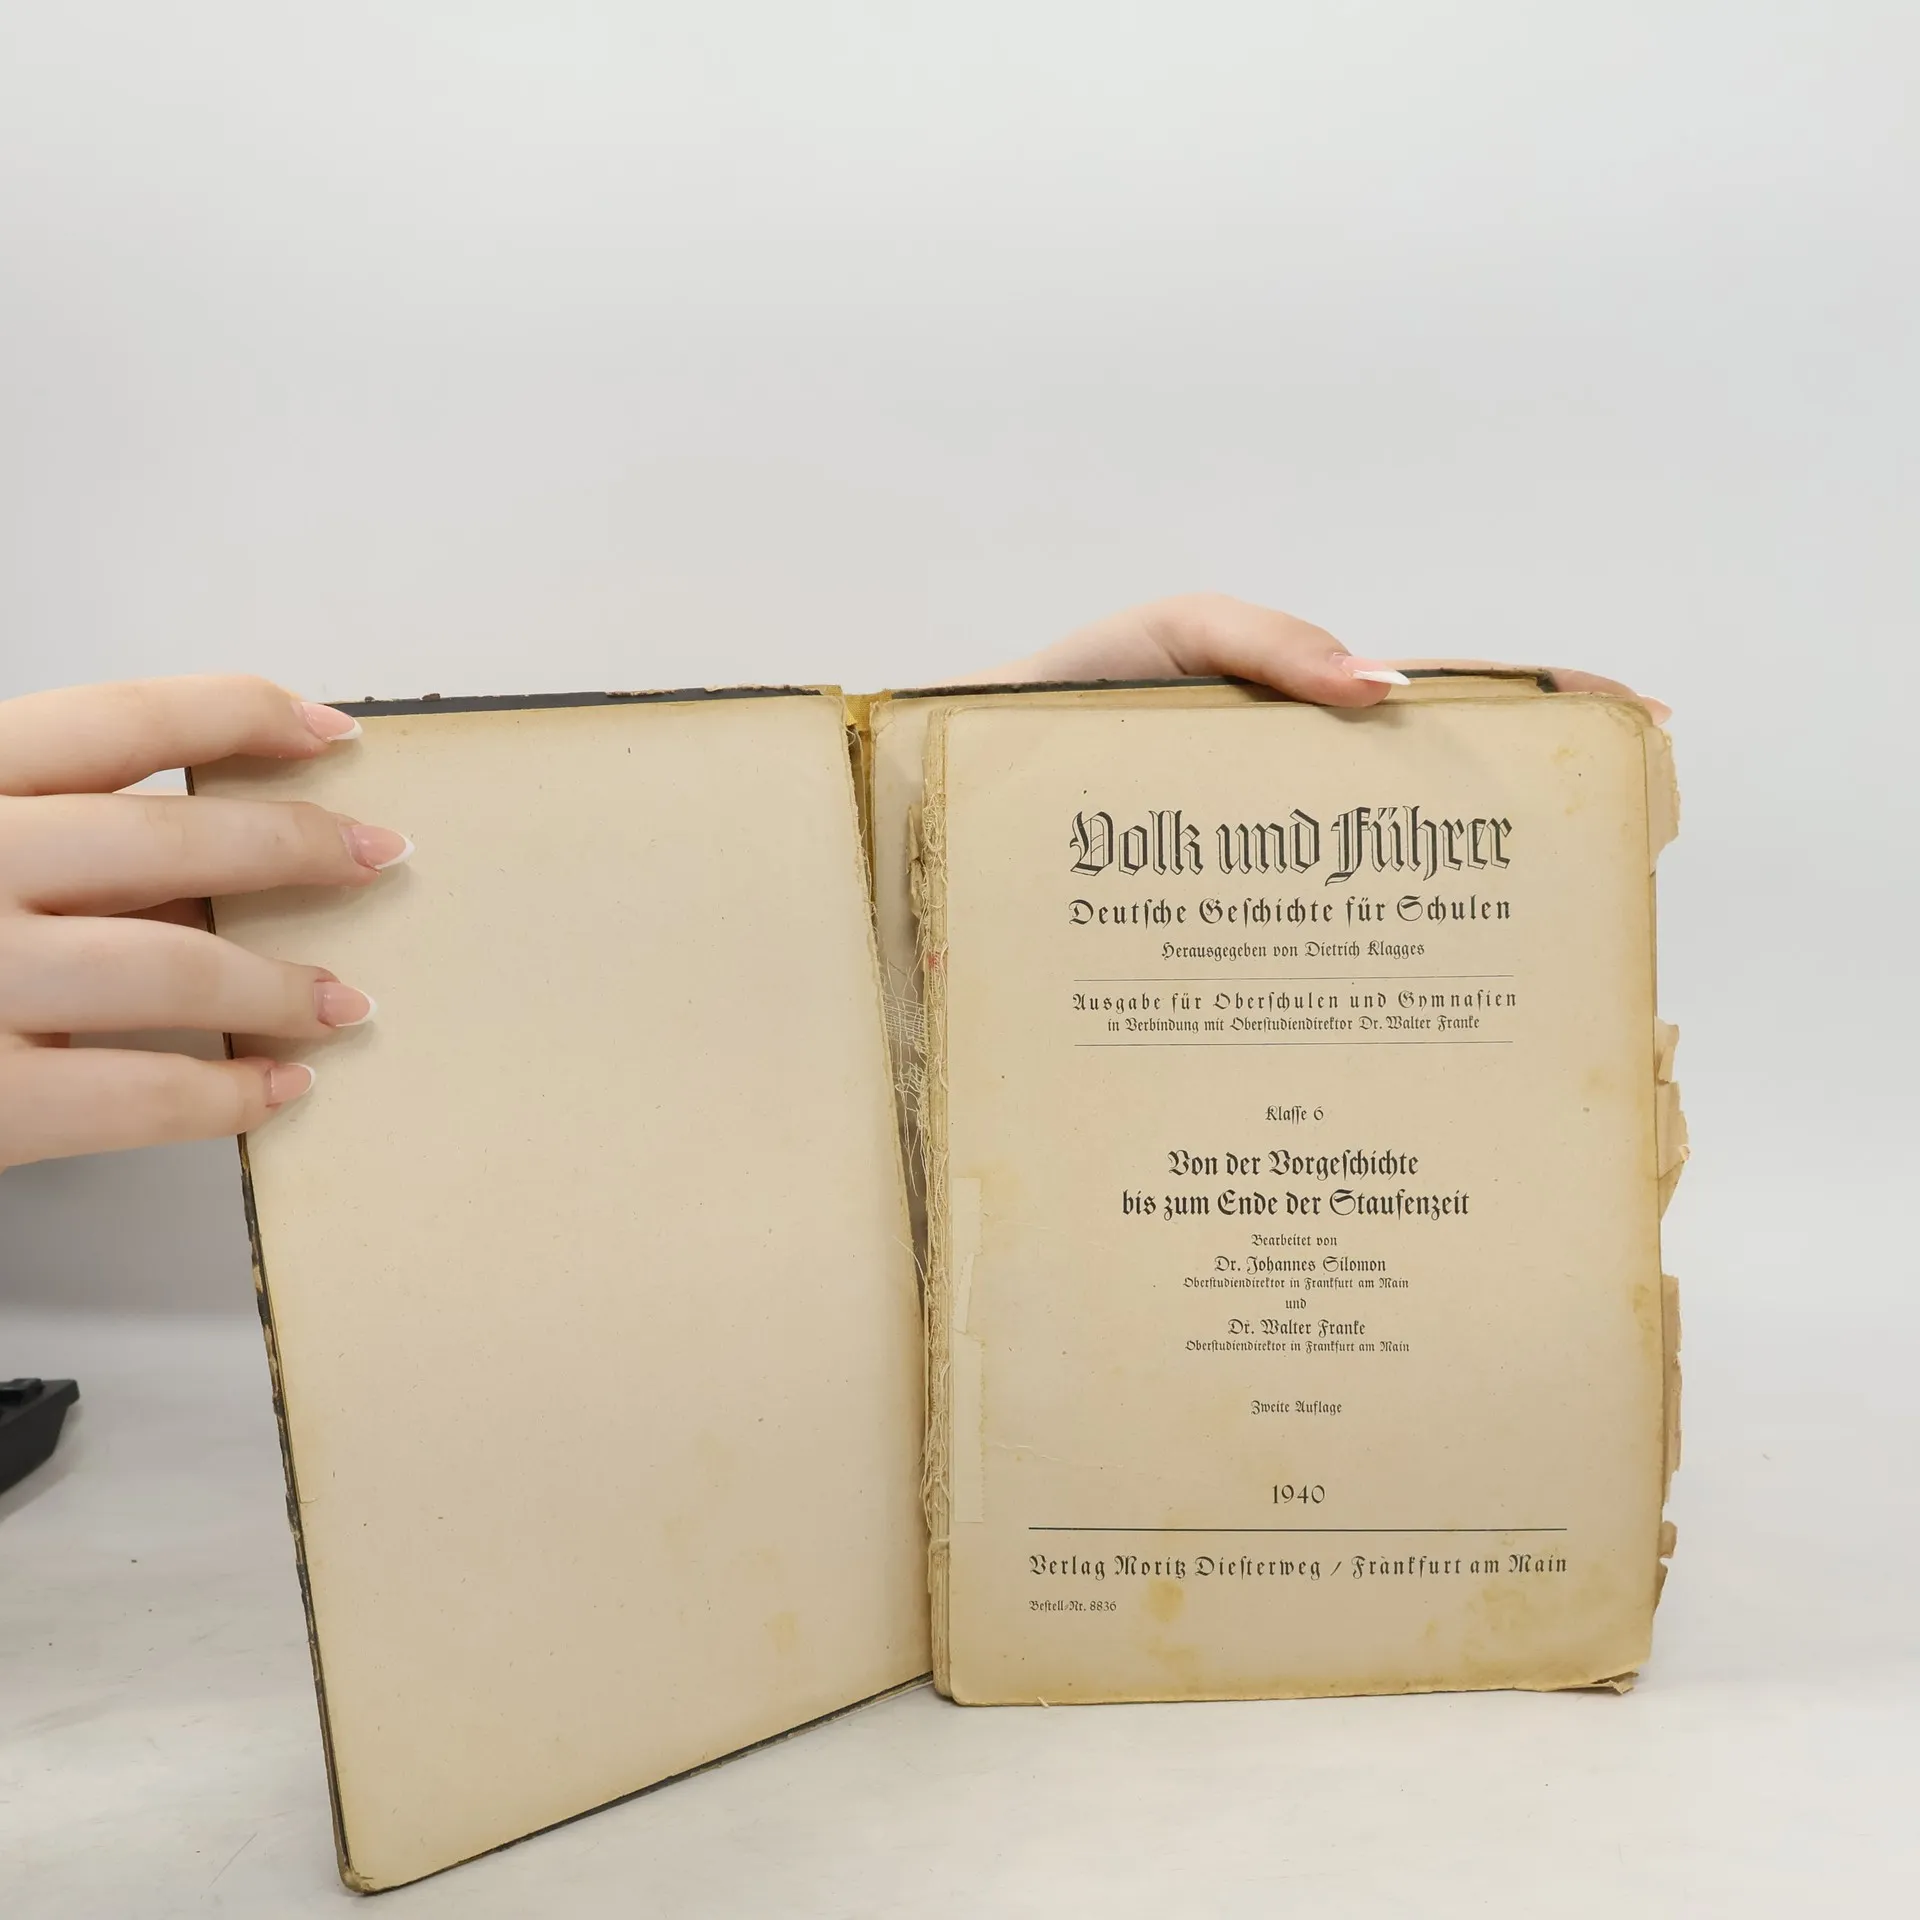 Volk und Führer
Deutsche Geschichte für Schulen
Herausgegeben von Dietrich Klagges
Ausgabe für Oberschulen und Gymnasien
in Verbindung mit Oberstudiendirektor Dr. Walter Franke
Klasse 6
Von der Vorgeschichte
bis zum Ende der Staufenzeit
Bearbeitet von
Dr. Johannes Silomon
Oberstudiendirektor in Frankfurt am Main
und
Dr. Walter Franke
Oberstudiendirektor in Frankfurt am Main
Zweite Auflage
1940
Verlag Moritz Diesterweg / Frankfurt am Main
Bestell-Nr. 8836